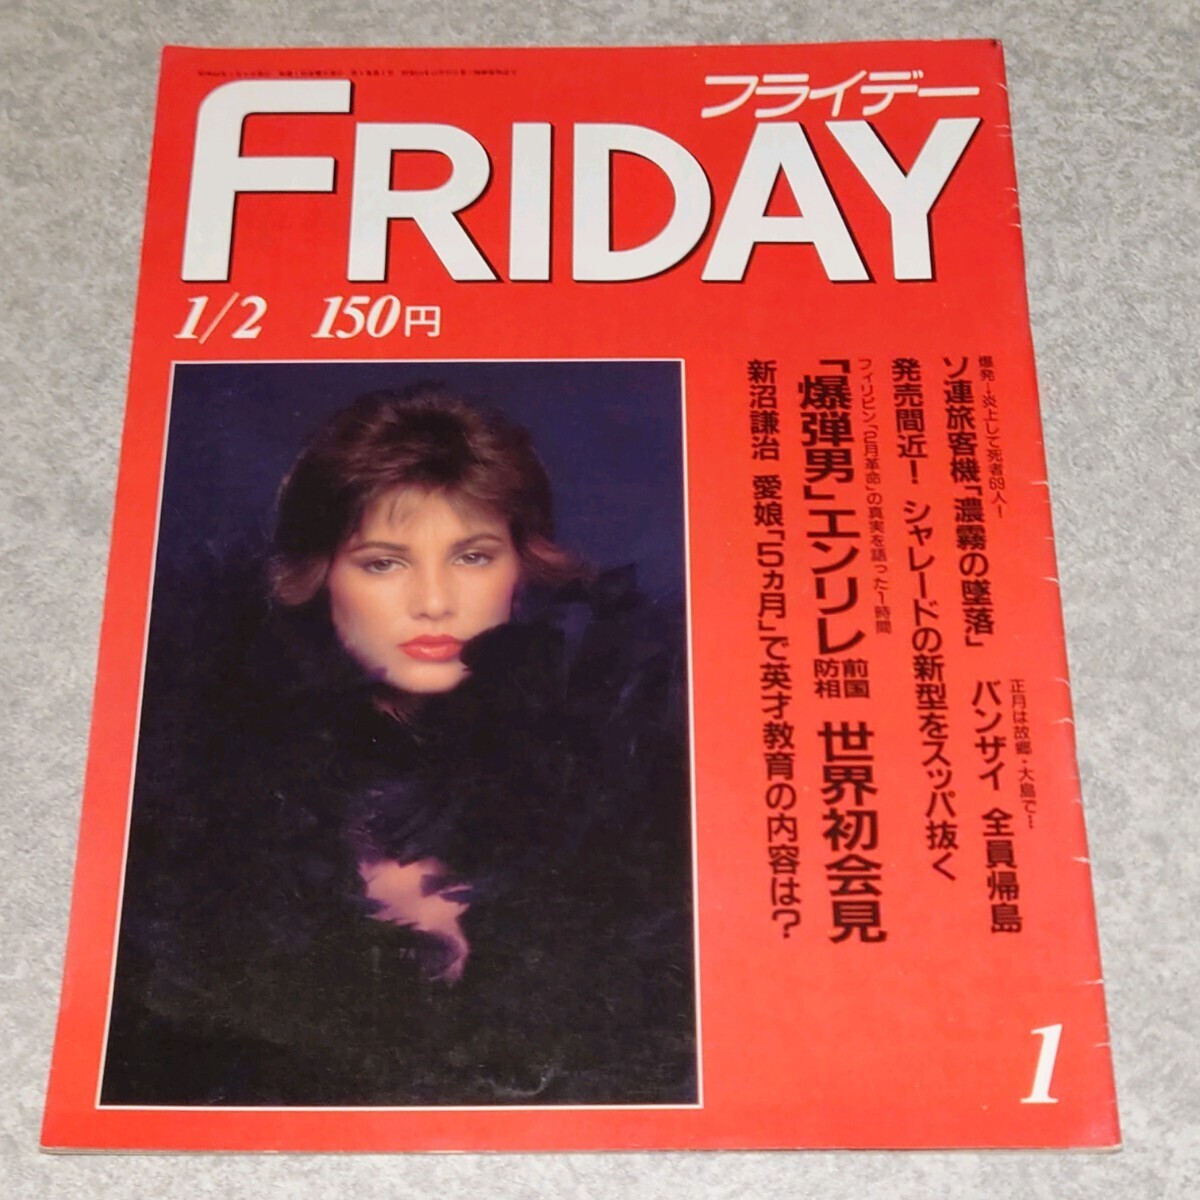 フライデー
FRIDAY
1/2 150円
爆発→炎上して死者69人!
ソ連旅客機「濃霧の墜落」
正月は故郷・大島で…
バンザイ 全員帰島
発売間近! シャレードの新型をスッパ抜く
フィリピン「2月革命」の真実を語った1時間
「爆弾男」エンリレ前国防相 世界初会見
新沼謙治 愛娘「5ヵ月」で英才教育の内容は?
1